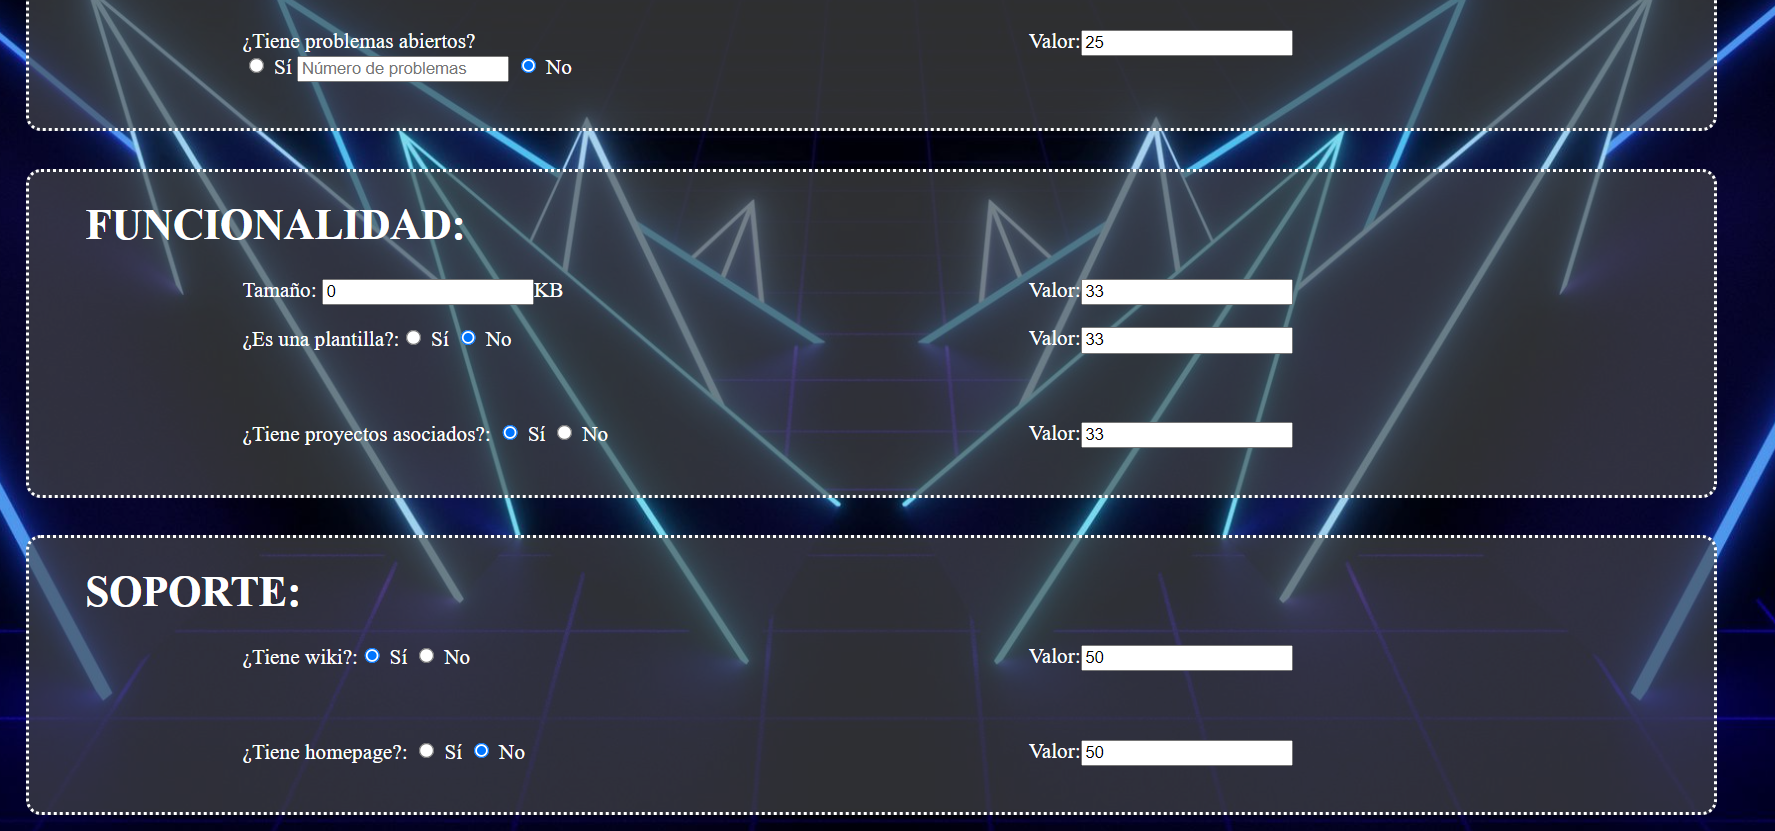 ¿Tiene problemas abiertos? Valor: 25
Sí Número de problemas No
FUNCIONALIDAD:
Tamaño: 0 KB Valor: 33
¿Es una plantilla?: Sí No Valor: 33
¿Tiene proyectos asociados?: Sí No Valor: 33
SOPORTE:
¿Tiene wiki?: Sí No Valor: 50
¿Tiene homepage?: Sí No Valor: 50